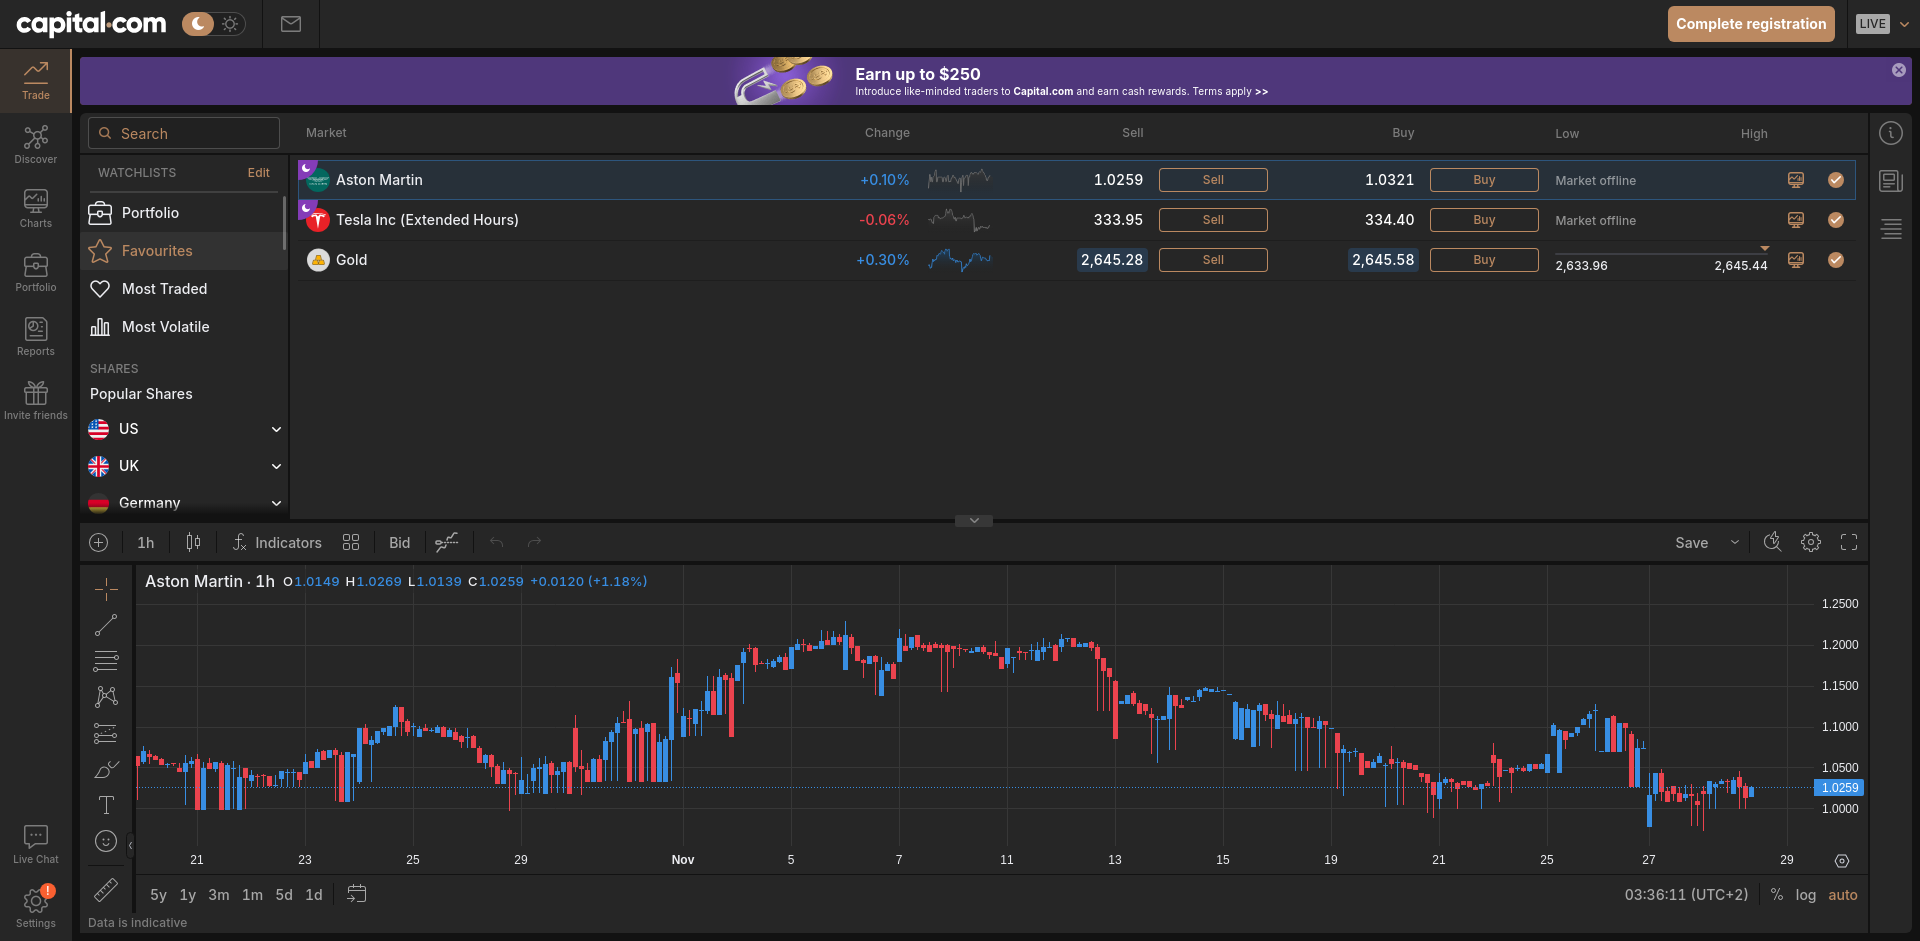 capital.com
Complete registration
LIVE
Trade
Discover
Charts
Portfolio
Reports
Invite friends
Live Chat
!
Settings
Earn up to $250
Introduce like-minded traders to Capital.com and earn cash rewards. Terms apply >>
Search
Market Change Sell Buy Low High
WATCHLISTS Edit
Portfolio
Favourites
Most Traded
Most Volatile
SHARES
Popular Shares
US
UK
Germany
Aston Martin +0.10% 1.0259 Sell 1.0321 Buy Market offline
Tesla Inc (Extended Hours) -0.06% 333.95 Sell 334.40 Buy Market offline
Gold +0.30% 2,645.28 Sell 2,645.58 Buy 2,633.96 2,645.44
1h Indicators Bid Save
Aston Martin · 1h O1.0149 H1.0269 L1.0139 C1.0259 +0.0120 (+1.18%)
1.2500
1.2000
1.1500
1.1000
1.0500
1.0259
1.0000
21 23 25 29 Nov 5 7 11 13 15 19 21 25 27 29
5y 1y 3m 1m 5d 1d 03:36:11 (UTC+2) % log auto
Data is indicative